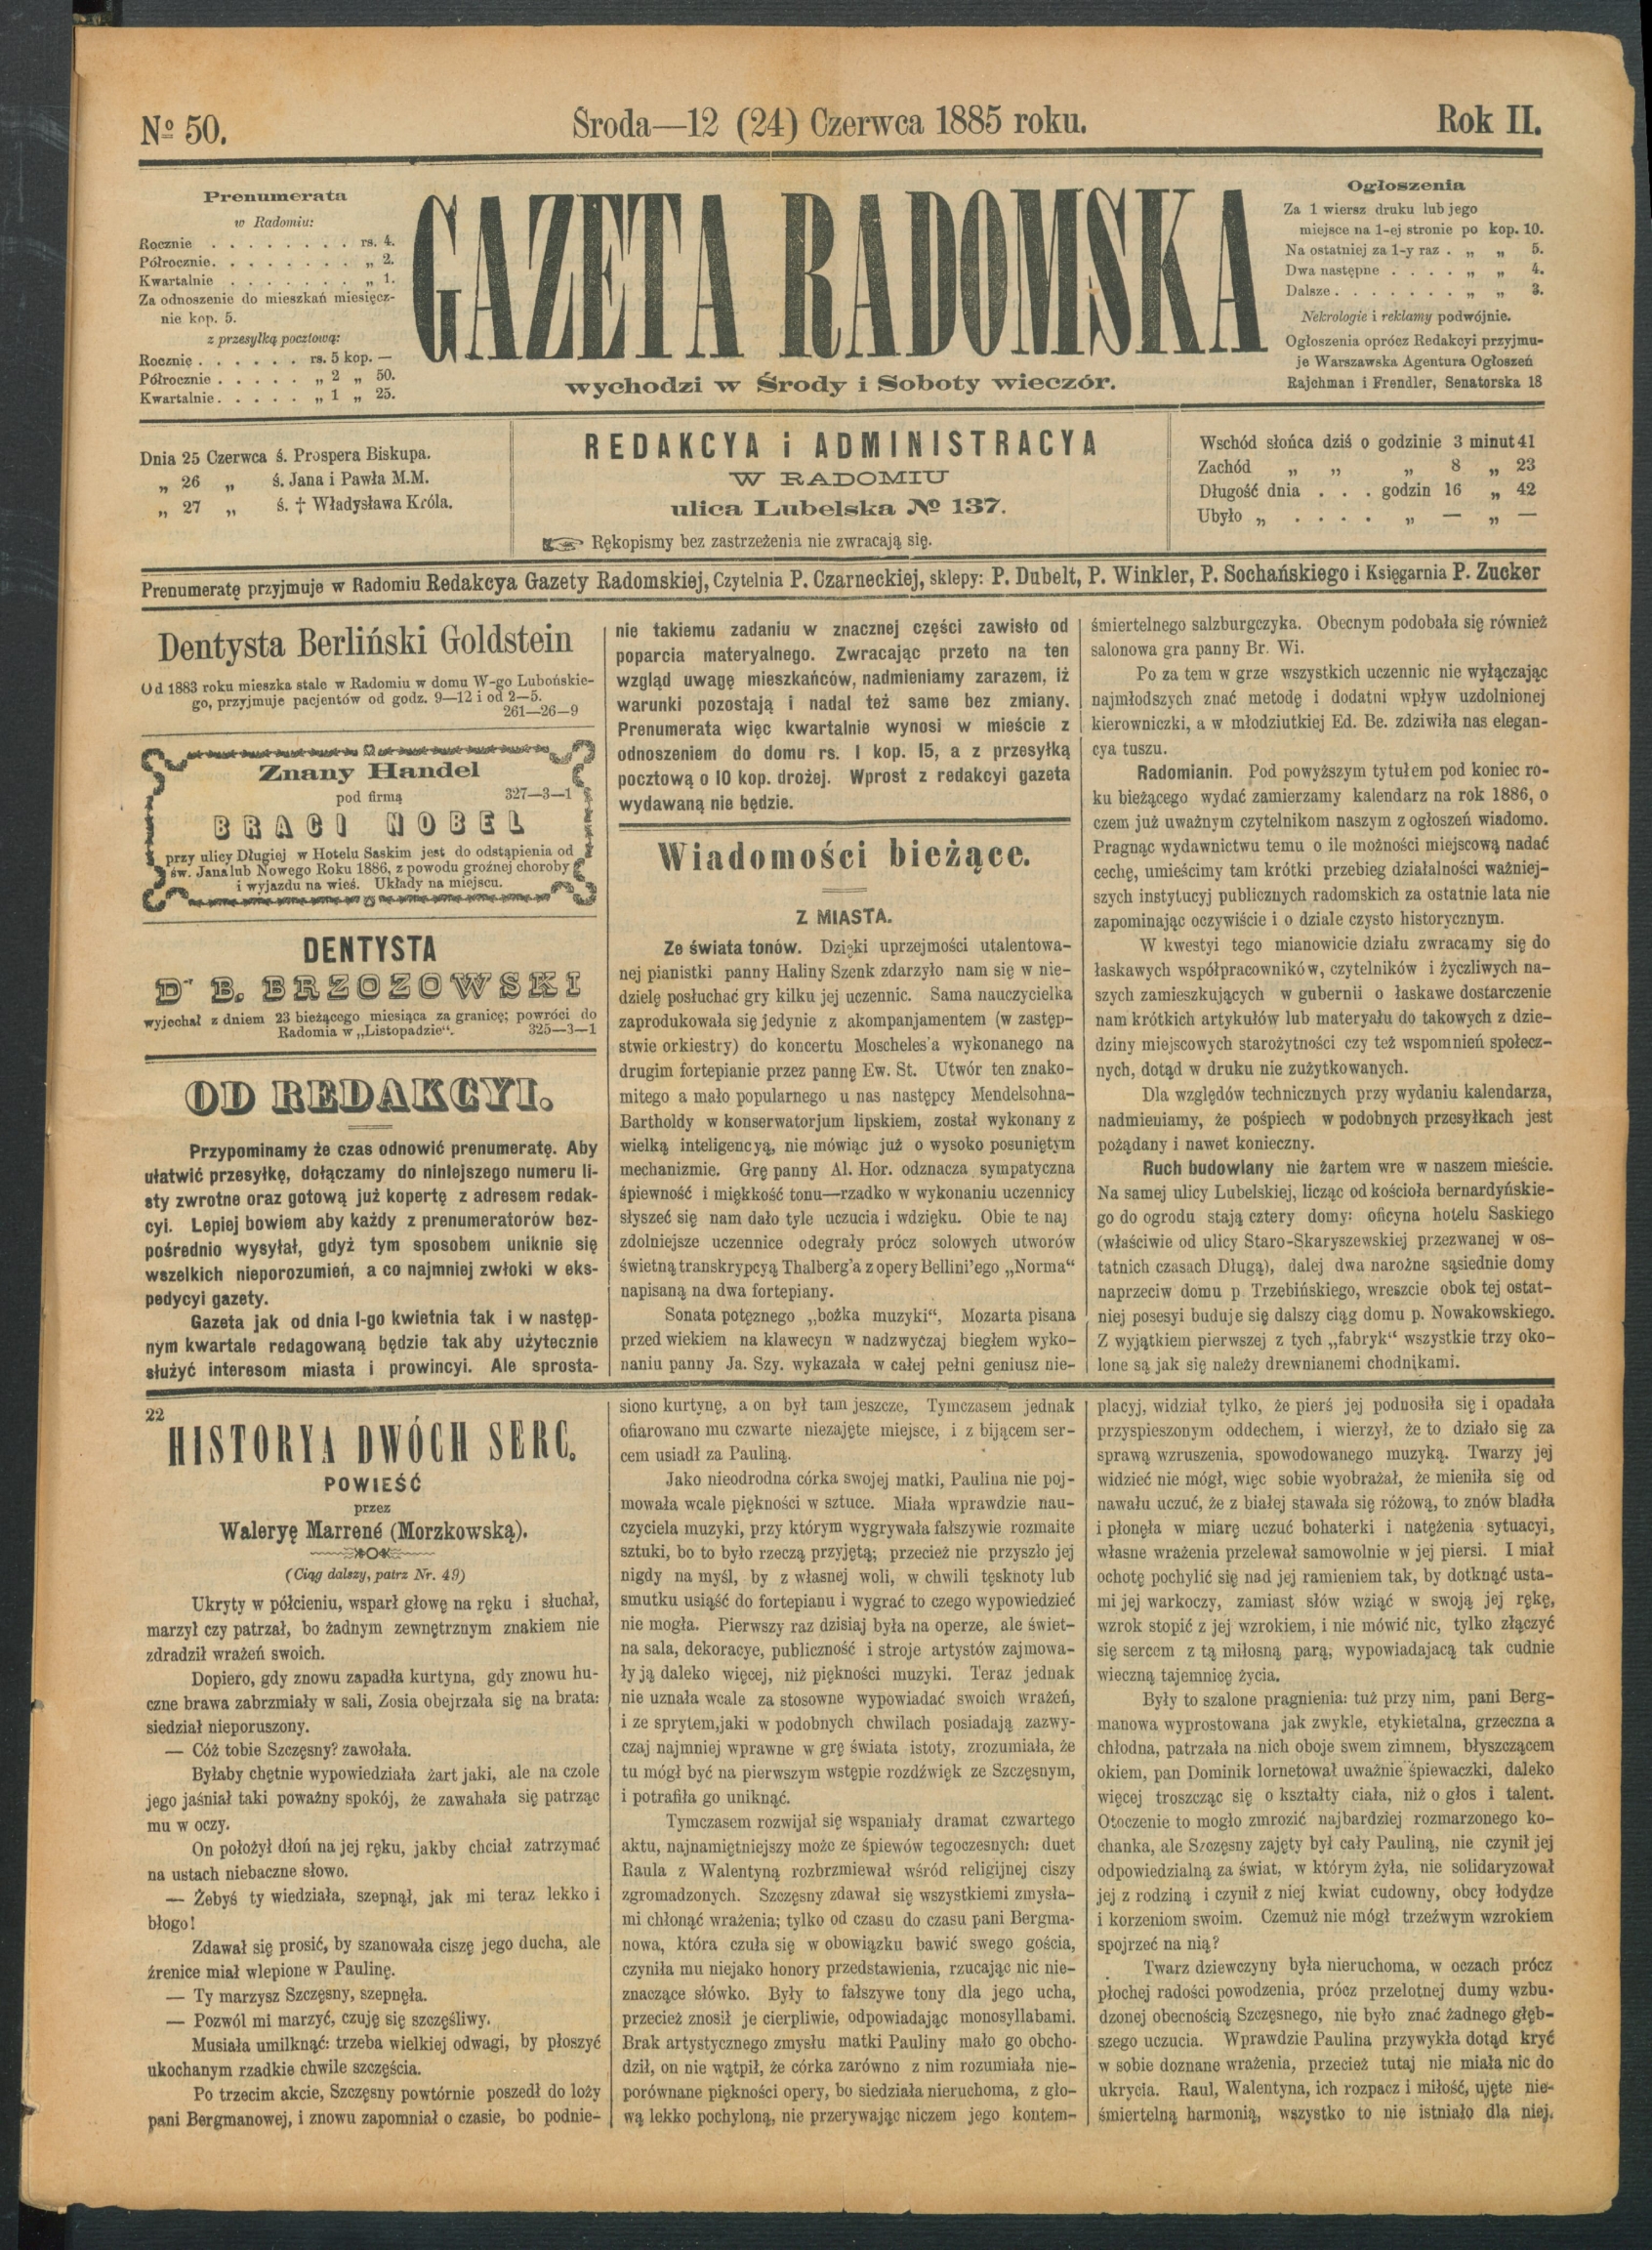 № 50.
Sroda—12 (24) Czerwca 1885 roku.
Rok II.
Prenumerata
w Radomiu:
Rocznie . . . . . . . . rs. 4.
Półrocznie. . . . . . . . „ 2.
Kwartalnie . . . . . . . „ 1.
Za odnoszenie do mieszkań miesięcz-
nie kop. 5.
z przesyłką pocztową:
Rocznię . . . . . . rs. 5 kop. —
Półrocznie . . . . . „ 2 „ 50.
Kwartalnie. . . . . „ 1 „ 25.
GAZETA RADOMSKA
wychodzi w Środy i Soboty wieczór.
Ogłoszenia
Za 1 wiersz druku lub jego
miejsce na 1-ej stronie po kop. 10.
Na ostatniej za 1-y raz . „ „ 5.
Dwa następne . . . . „ „ 4.
Dalsze . . . . . . . „ „ 3.
Nekrologie i reklamy podwójnie.
Ogłoszenia oprócz Redakcyi przyjmu-
je Warszawska Agentura Ogłoszeń
Rajchman i Frendler, Senatorska 18
Dnia 25 Czerwca ś. Prospera Biskupa.
„ 26 „ ś. Jana i Pawła M.M.
„ 27 „ ś. † Władysława Króla.
REDAKCYA i ADMINISTRACYA
W RADOMIU
ulica Lubelska № 137.
☞ Rękopismy bez zastrzeżenia nie zwracają się.
Wschód słońca dziś o godzinie 3 minut 41
Zachód „ „ „ 8 „ 23
Długość dnia . . . godzin 16 „ 42
Ubyło „ . . . . „ — „ —
Prenumeratę przyjmuje w Radomiu Redakcya Gazety Radomskiej, Czytelnia P. Czarneckiej, sklepy: P. Dubelt, P. Winkler, P. Sochańskiego i Księgarnia P. Zucker
Dentysta Berliński Goldstein
Od 1883 roku mieszka stale w Radomiu w domu W-go Lubońskie-
go, przyjmuje pacjentów od godz. 9—12 i od 2—5.
261—26—9
Znany Handel
pod firmą 327—3—1
BRACI NOBEL
przy ulicy Długiej w Hotelu Saskim jest do odstąpienia od
św. Jana lub Nowego Roku 1886, z powodu groźnej choroby
i wyjazdu na wieś. Układy na miejscu.
DENTYSTA
Dr B. BRZOZOWSKI
wyjechał z dniem 23 bieżącego miesiąca za granicę; powróci do
Radomia w „Listopadzie“. 325—3—1
OD REDAKCYI.
Przypominamy że czas odnowić prenumeratę. Aby
ułatwić przesyłkę, dołączamy do niniejszego numeru li-
sty zwrotne oraz gotową już kopertę z adresem redak-
cyi. Lepiej bowiem aby każdy z prenumeratorów bez-
pośrednio wysyłał, gdyż tym sposobem uniknie się
wszelkich nieporozumień, a co najmniej zwłoki w eks-
pedycyi gazety.
Gazeta jak od dnia I-go kwietnia tak i w następ-
nym kwartale redagowaną będzie tak aby użytecznie
służyć interesom miasta i prowincyi. Ale sprosta-
nie takiemu zadaniu w znacznej części zawisło od
poparcia materyalnego. Zwracając przeto na ten
wzgląd uwagę mieszkańców, nadmieniamy zarazem, iż
warunki pozostają i nadal też same bez zmiany.
Prenumerata więc kwartalnie wynosi w mieście z
odnoszeniem do domu rs. I kop. I5, a z przesyłką
pocztową o I0 kop. drożej. Wprost z redakcyi gazeta
wydawaną nie będzie.
Wiadomości bieżące.
Z MIASTA.
Ze świata tonów. Dzięki uprzejmości utalentowa-
nej pianistki panny Haliny Szenk zdarzyło nam się w nie-
dzielę posłuchać gry kilku jej uczennic. Sama nauczycielka
zaprodukowała się jedynie z akompanjamentem (w zastęp-
stwie orkiestry) do koncertu Moscheles'a wykonanego na
drugim fortepianie przez pannę Ew. St. Utwór ten znako-
mitego a mało popularnego u nas następcy Mendelsohna-
Bartholdy w konserwatorjum lipskiem, został wykonany z
wielką inteligencyą, nie mówiąc już o wysoko posuniętym
mechanizmie. Grę panny Al. Hor. odznacza sympatyczna
śpiewność i miękkość tonu—rzadko w wykonaniu uczennicy
słyszeć się nam dało tyle uczucia i wdzięku. Obie te naj
zdolniejsze uczennice odegrały prócz solowych utworów
świetną transkrypcyą Thalberg'a z opery Bellini'ego „Norma“
napisaną na dwa fortepiany.
Sonata potęznego „bożka muzyki“, Mozarta pisana
przed wiekiem na klawecyn w nadzwyczaj biegłem wyko-
naniu panny Ja. Szy. wykazała w całej pełni geniusz nie-
śmiertelnego salzburgczyka. Obecnym podobała się również
salonowa gra panny Br. Wi.
Po za tem w grze wszystkich uczennic nie wyłączając
najmłodszych znać metodę i dodatni wpływ uzdolnionej
kierowniczki, a w młodziutkiej Ed. Be. zdziwiła nas elegan-
cya tuszu.
Radomianin. Pod powyższym tytułem pod koniec ro-
ku bieżącego wydać zamierzamy kalendarz na rok 1886, o
czem już uważnym czytelnikom naszym z ogłoszeń wiadomo.
Pragnąc wydawnictwu temu o ile możności miejscową nadać
cechę, umieścimy tam krótki przebieg działalności ważniej-
szych instytucyj publicznych radomskich za ostatnie lata nie
zapominając oczywiście i o dziale czysto historycznym.
W kwestyi tego mianowicie działu zwracamy się do
łaskawych współpracowników, czytelników i życzliwych na-
szych zamieszkujących w gubernii o łaskawe dostarczenie
nam krótkich artykułów lub materyału do takowych z dzie-
dziny miejscowych starożytności czy też wspomnień społecz-
nych, dotąd w druku nie zużytkowanych.
Dla względów technicznych przy wydaniu kalendarza,
nadmieniamy, że pośpiech w podobnych przesyłkach jest
pożądany i nawet konieczny.
Ruch budowlany nie żartem wre w naszem mieście.
Na samej ulicy Lubelskiej, licząc od kościoła bernardyńskie-
go do ogrodu stają cztery domy: oficyna hotelu Saskiego
(właściwie od ulicy Staro-Skaryszewskiej przezwanej w os-
tatnich czasach Długą), dalej dwa narożne sąsiednie domy
naprzeciw domu p Trzebińskiego, wreszcie obok tej ostat-
niej posesyi buduje się dalszy ciąg domu p. Nowakowskiego.
Z wyjątkiem pierwszej z tych „fabryk“ wszystkie trzy oko-
lone są jak się należy drewnianemi chodnikami.
22
HISTORYA DWÓCH SERC.
POWIEŚĆ
przez
Waleryę Marrené (Morzkowską).
(Ciąg dalszy, patrz Nr. 49)
Ukryty w półcieniu, wsparł głowę na ręku i słuchał,
marzył czy patrzał, bo żadnym zewnętrznym znakiem nie
zdradził wrażeń swoich.
Dopiero, gdy znowu zapadła kurtyna, gdy znowu hu-
czne brawa zabrzmiały w sali, Zosia obejrzała się na brata:
siedział nieporuszony.
— Cóż tobie Szczęsny? zawołała.
Byłaby chętnie wypowiedziała żart jaki, ale na czole
jego jaśniał taki poważny spokój, że zawahała się patrząc
mu w oczy.
On położył dłoń na jej ręku, jakby chciał zatrzymać
na ustach niebaczne słowo.
— Żebyś ty wiedziała, szepnął, jak mi teraz lekko i
błogo!
Zdawał się prosić, by szanowała ciszę jego ducha, ale
źrenice miał wlepione w Paulinę.
— Ty marzysz Szczęsny, szepnęła.
— Pozwól mi marzyć, czuję się szczęśliwy.
Musiała umilknąć: trzeba wielkiej odwagi, by płoszyć
ukochanym rzadkie chwile szczęścia.
Po trzecim akcie, Szczęsny powtórnie poszedł do loży
pani Bergmanowej, i znowu zapomniał o czasie, bo podnie-
siono kurtynę, a on był tam jeszcze, Tymczasem jednak
ofiarowano mu czwarte niezajęte miejsce, i z bijącem ser-
cem usiadł za Pauliną.
Jako nieodrodna córka swojej matki, Paulina nie poj-
mowała wcale piękności w sztuce. Miała wprawdzie nau-
czyciela muzyki, przy którym wygrywała fałszywie rozmaite
sztuki, bo to było rzeczą przyjętą; przecież nie przyszło jej
nigdy na myśl, by z własnej woli, w chwili tęsknoty lub
smutku usiąść do fortepianu i wygrać to czego wypowiedzieć
nie mogła. Pierwszy raz dzisiaj była na operze, ale świet-
na sala, dekoracye, publiczność i stroje artystów zajmowa-
ły ją daleko więcej, niż piękności muzyki. Teraz jednak
nie uznała wcale za stosowne wypowiadać swoich wrażeń,
i ze sprytem,jaki w podobnych chwilach posiadają zazwy-
czaj najmniej wprawne w grę świata istoty, zrozumiała, że
tu mógł być na pierwszym wstępie rozdźwięk ze Szczęsnym,
i potrafiła go uniknąć.
Tymczasem rozwijał się wspaniały dramat czwartego
aktu, najnamiętniejszy może ze śpiewów tegoczesnych: duet
Raula z Walentyną rozbrzmiewał wśród religijnej ciszy
zgromadzonych. Szczęsny zdawał się wszystkiemi zmysła-
mi chłonąć wrażenia; tylko od czasu do czasu pani Bergma-
nowa, która czuła się w obowiązku bawić swego gościa,
czyniła mu niejako honory przedstawienia, rzucając nic nie-
znaczące słówko. Były to fałszywe tony dla jego ucha,
przecież znosił je cierpliwie, odpowiadając monosyllabami.
Brak artystycznego zmysłu matki Pauliny mało go obcho-
dził, on nie wątpił, że córka zarówno z nim rozumiała nie-
porównane piękności opery, bo siedziała nieruchoma, z gło-
wą lekko pochyloną, nie przerywając niczem jego kontem-
placyj, widział tylko, że pierś jej podnosiła się i opadała
przyspieszonym oddechem, i wierzył, że to działo się za
sprawą wzruszenia, spowodowanego muzyką. Twarzy jej
widzieć nie mógł, więc sobie wyobrażał, że mieniła się od
nawału uczuć, że z białej stawała się różową, to znów bladła
i płonęła w miarę uczuć bohaterki i natężenia sytuacyi,
własne wrażenia przelewał samowolnie w jej piersi. I miał
ochotę pochylić się nad jej ramieniem tak, by dotknąć usta-
mi jej warkoczy, zamiast słów wziąć w swoją jej rękę,
wzrok stopić z jej wzrokiem, i nie mówić nic, tylko złączyć
się sercem z tą miłosną parą, wypowiadajacą tak cudnie
wieczną tajemnicę życia.
Były to szalone pragnienia: tuż przy nim, pani Berg-
manowa wyprostowana jak zwykle, etykietalna, grzeczna a
chłodna, patrzała na nich oboje swem zimnem, błyszczącem
okiem, pan Dominik lornetował uważnie śpiewaczki, daleko
więcej troszcząc się o kształty ciała, niż o głos i talent.
Otoczenie to mogło zmrozić najbardziej rozmarzonego ko-
chanka, ale Szczęsny zajęty był cały Pauliną, nie czynił jej
odpowiedzialną za świat, w którym żyła, nie solidaryzował
jej z rodziną i czynił z niej kwiat cudowny, obcy łodydze
i korzeniom swoim. Czemuż nie mógł trzeźwym wzrokiem
spojrzeć na nią?
Twarz dziewczyny była nieruchoma, w oczach prócz
płochej radości powodzenia, prócz przelotnej dumy wzbu-
dzonej obecnością Szczęsnego, nie było znać żadnego głęb-
szego uczucia. Wprawdzie Paulina przywykła dotąd kryć
w sobie doznane wrażenia, przecież tutaj nie miała nic do
ukrycia. Raul, Walentyna, ich rozpacz i miłość, ujęte nie-
śmiertelną harmonią, wszystko to nie istniało dla niej.